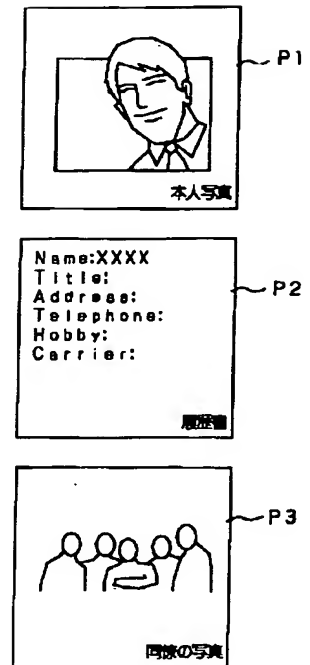 P1
本人写真
Name:XXXX
Title:
Address:
Telephone:
Hobby:
Carrier:
P2
履歴書
P3
同僚の写真